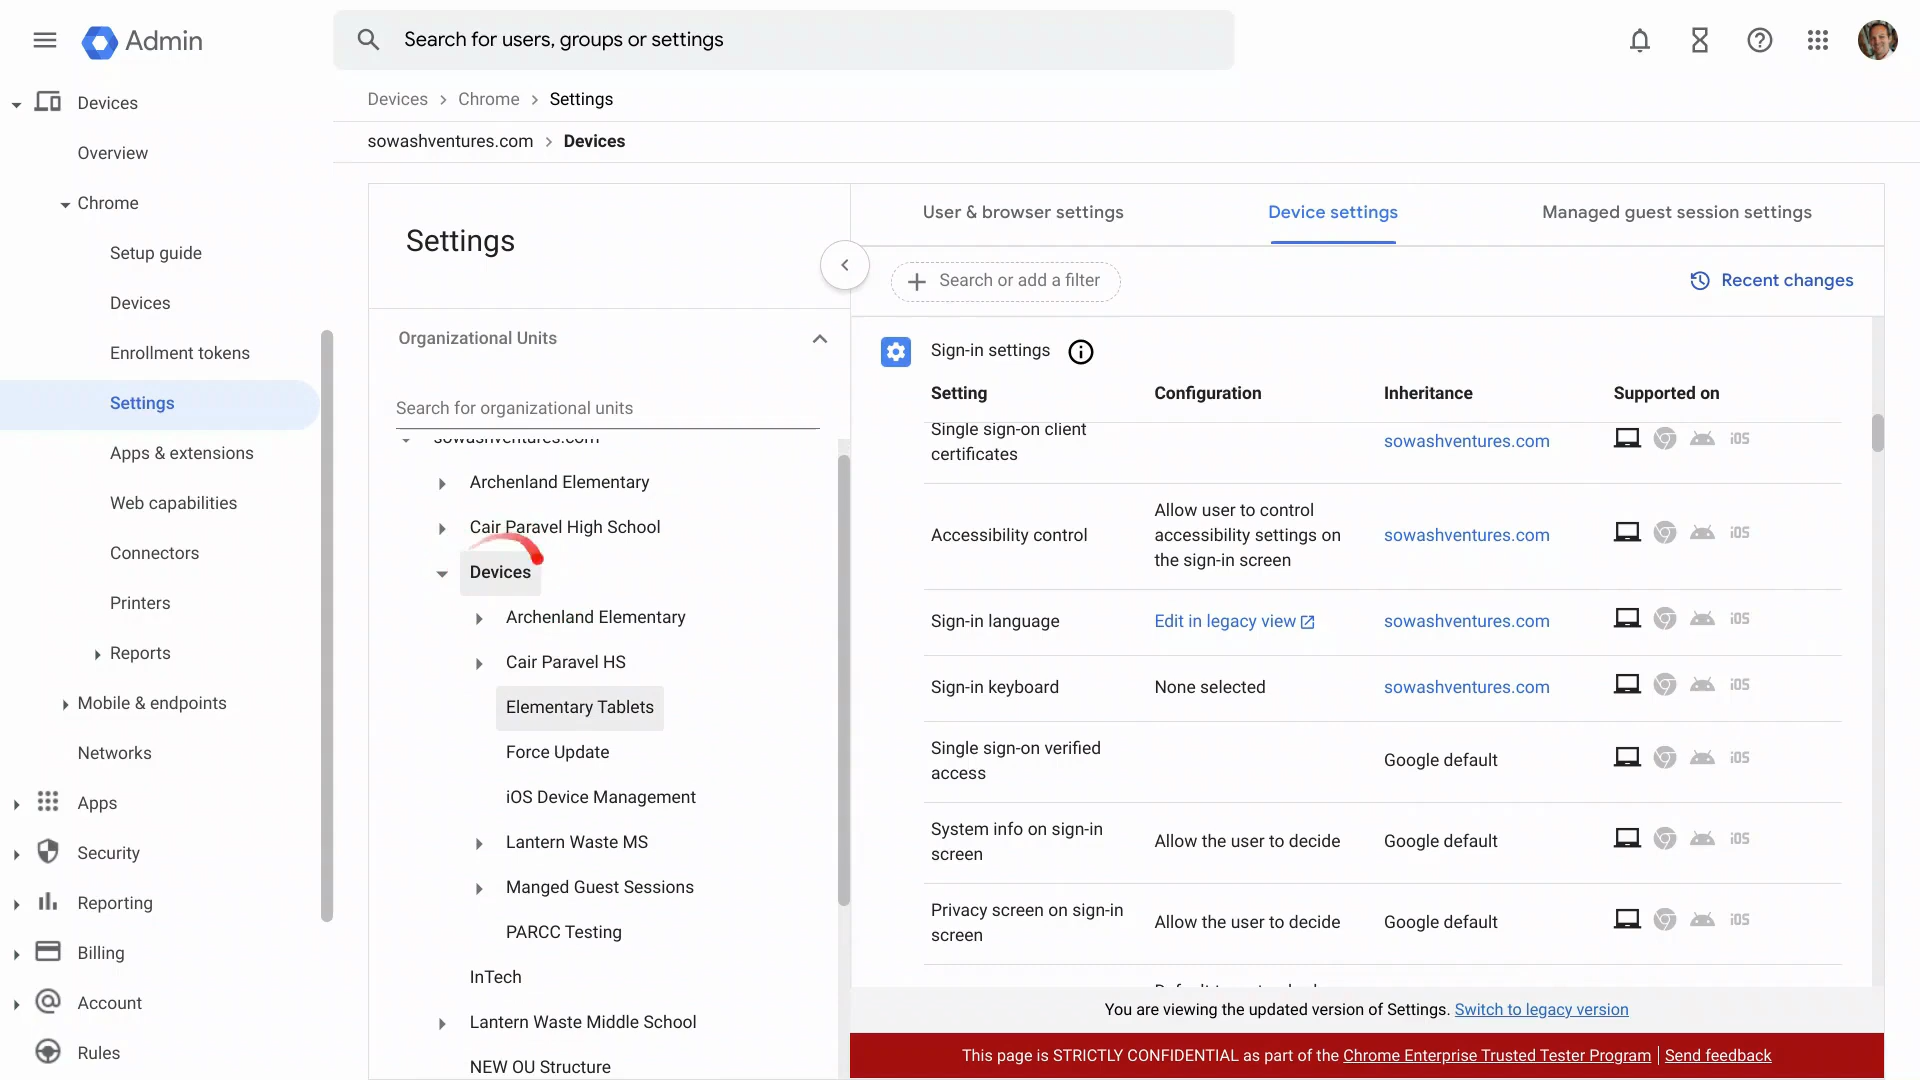 Admin
Search for users, groups or settings
Devices
Overview
Chrome
Setup guide
Devices
Enrollment tokens
Settings
Apps & extensions
Web capabilities
Connectors
Printers
Reports
Mobile & endpoints
Networks
Apps
Security
Reporting
Billing
Account
Rules
Devices > Chrome > Settings
sowashventures.com > Devices
Settings
Organizational Units
Search for organizational units
sowashventures.com
Archenland Elementary
Cair Paravel High School
Devices
Archenland Elementary
Cair Paravel HS
Elementary Tablets
Force Update
iOS Device Management
Lantern Waste MS
Manged Guest Sessions
PARCC Testing
InTech
Lantern Waste Middle School
NEW OU Structure
User & browser settings Device settings Managed guest session settings
Search or add a filter Recent changes
Sign-in settings
Setting Configuration Inheritance Supported on
Single sign-on client
certificates
sowashventures.com iOS
Accessibility control
Allow user to control
accessibility settings on
the sign-in screen
sowashventures.com iOS
Sign-in language Edit in legacy view sowashventures.com iOS
Sign-in keyboard None selected sowashventures.com iOS
Single sign-on verified
access
Google default iOS
System info on sign-in
screen
Allow the user to decide Google default iOS
Privacy screen on sign-in
screen
Allow the user to decide Google default iOS
You are viewing the updated version of Settings. Switch to legacy version
This page is STRICTLY CONFIDENTIAL as part of the Chrome Enterprise Trusted Tester Program | Send feedback